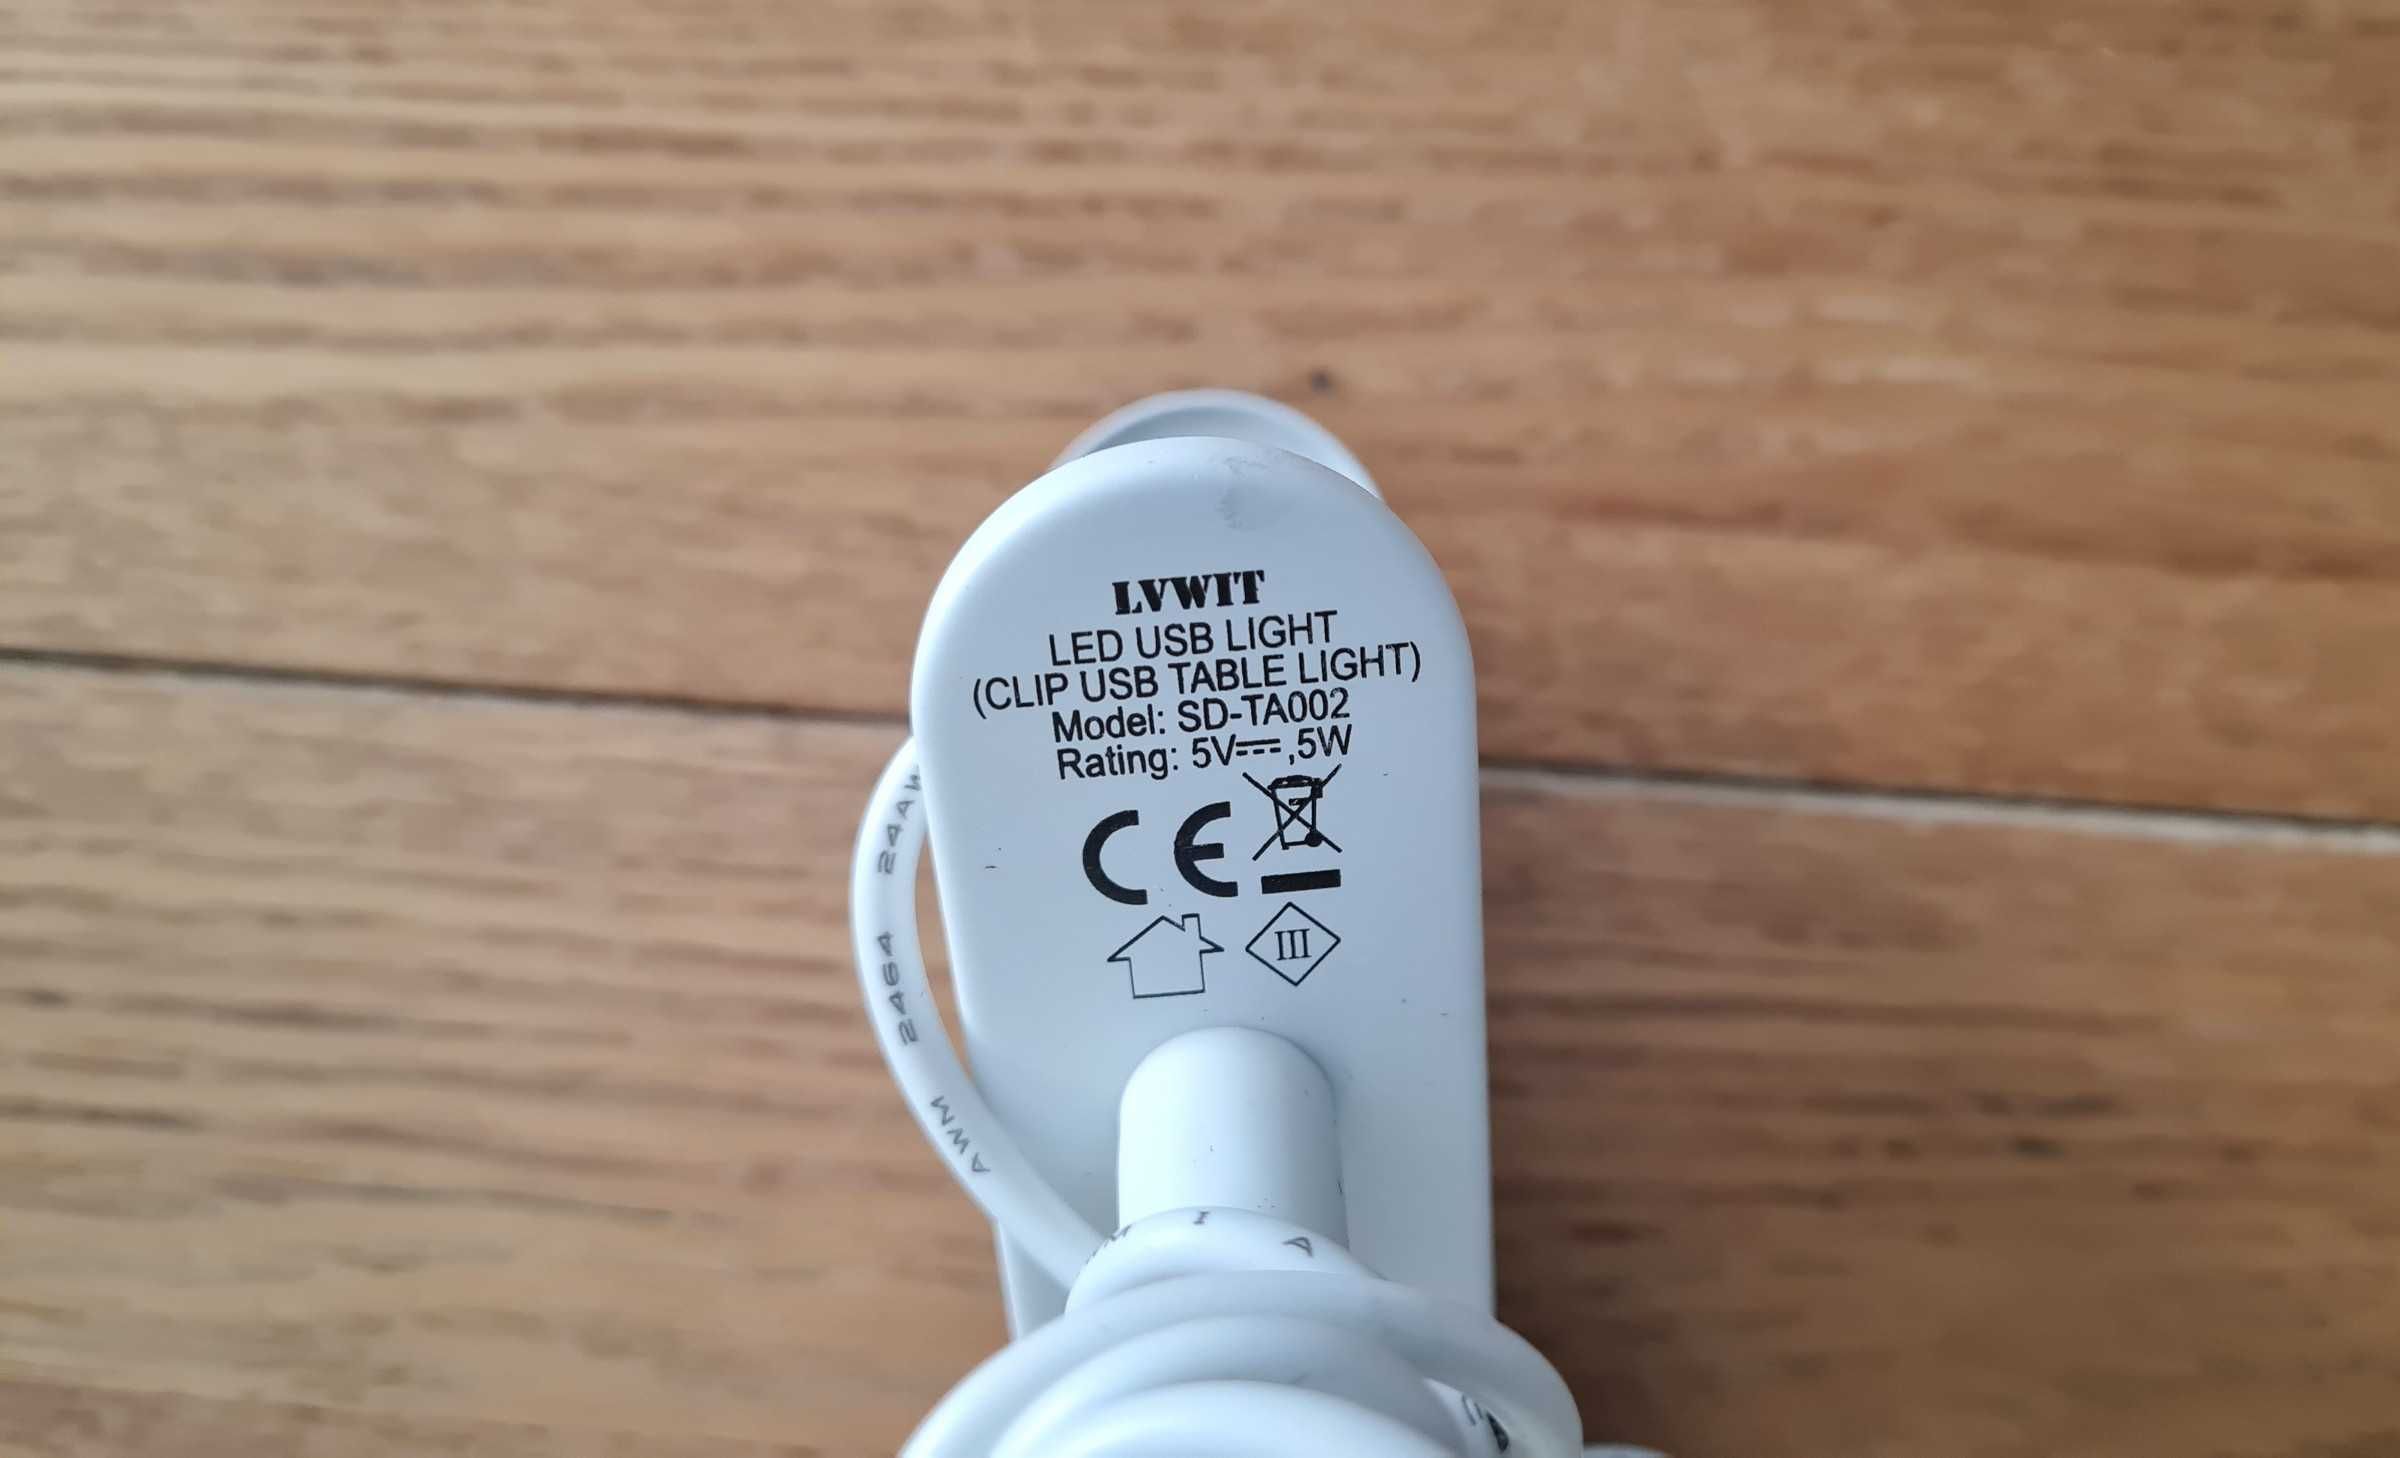 LVWIT
LED USB LIGHT
(CLIP USB TABLE LIGHT)
Model: SD-TA002
Rating: 5V⎓,5W
CE
III
AWM 2464 24AW